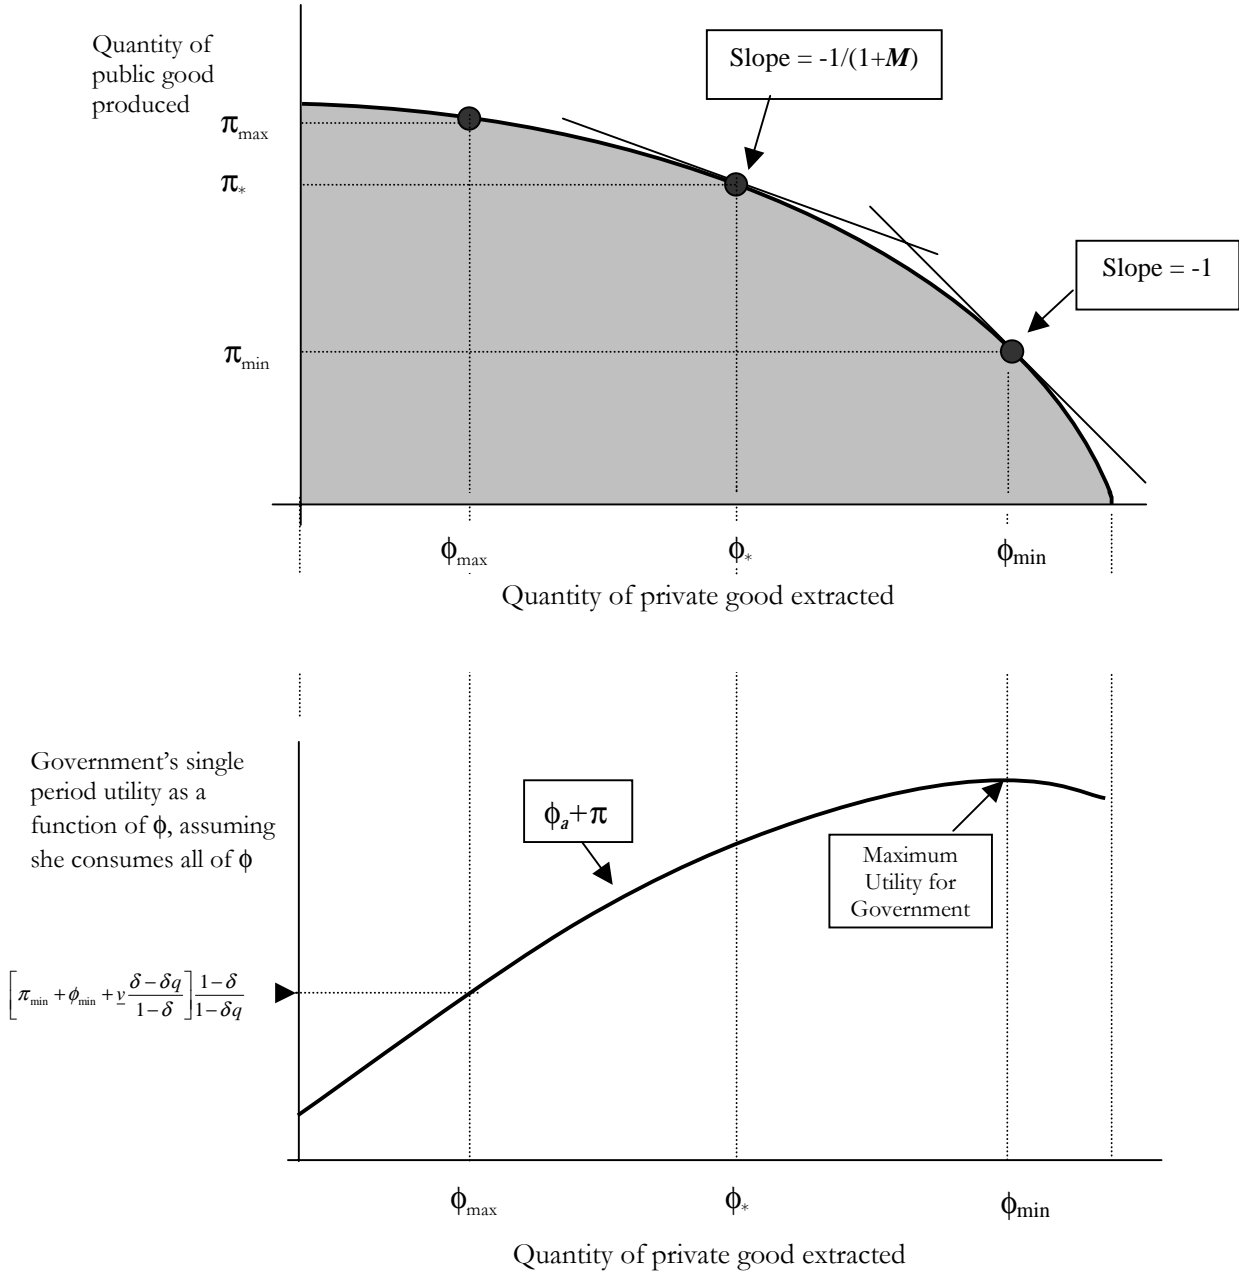 Quantity of
public good
produced
Slope = -1/(1+M)
π_max
π_*
Slope = -1
π_min
ϕ_max
ϕ_*
ϕ_min
Quantity of private good extracted
Government’s single
period utility as a
function of ϕ, assuming
she consumes all of ϕ
ϕ_a+π
Maximum
Utility for
Government
[π_min + ϕ_min + v̲ (δ − δq)/(1 − δ)] (1 − δ)/(1 − δq)
ϕ_max
ϕ_*
ϕ_min
Quantity of private good extracted